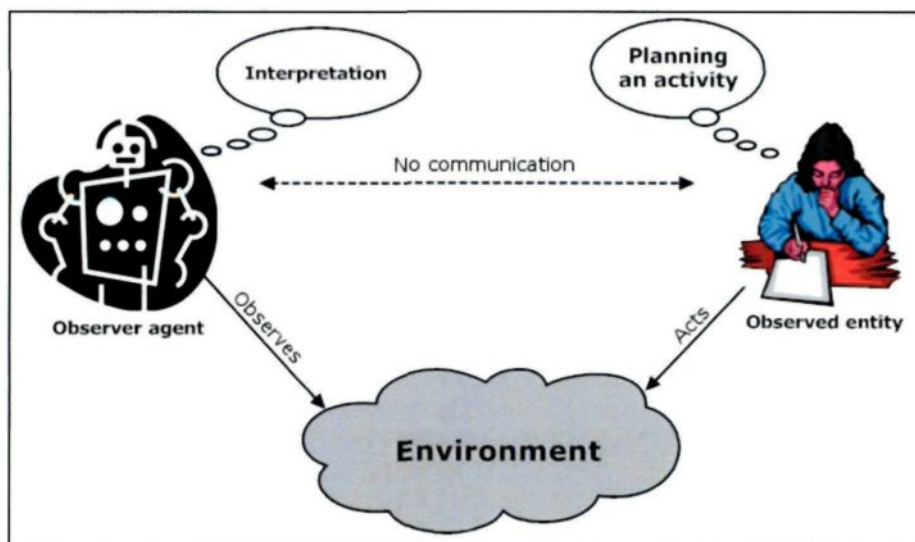 Interpretation
Planning
an activity
No communication
Observer agent
Observed entity
Observes
Acts
Environment